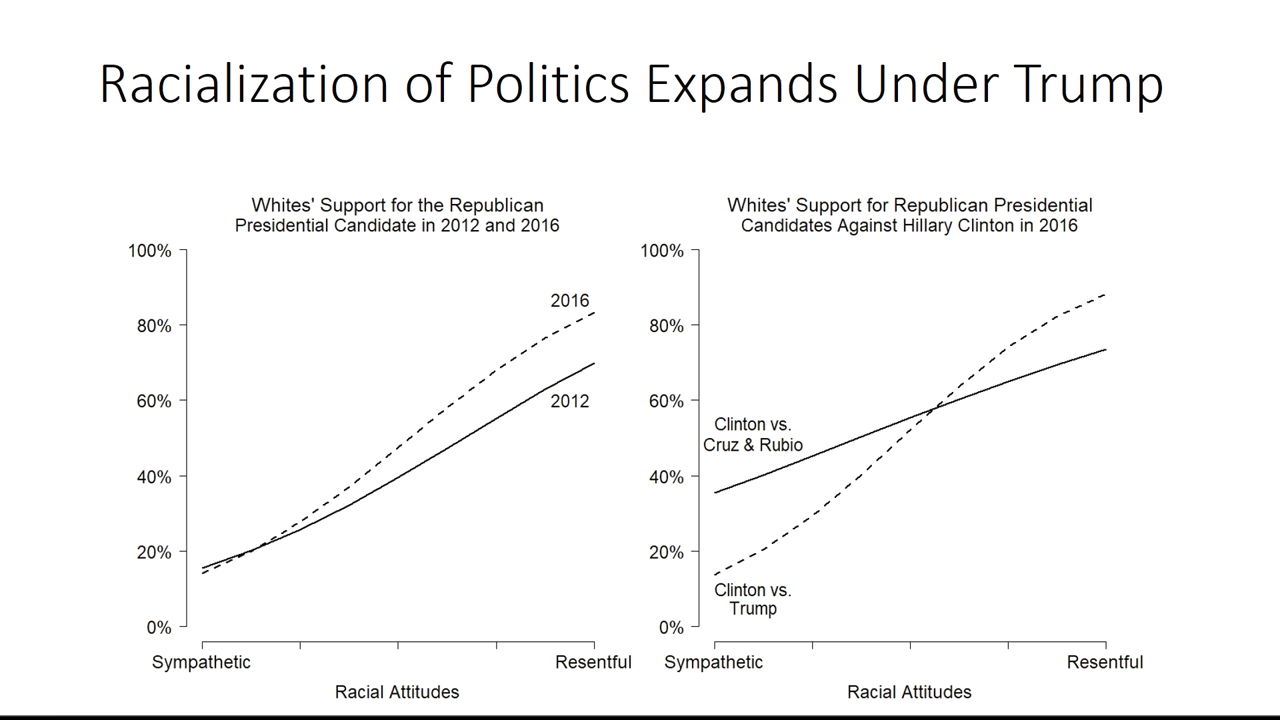 Racialization of Politics Expands Under Trump
Whites' Support for the Republican
Presidential Candidate in 2012 and 2016
100%
80%
60%
40%
20%
0%
2016
2012
Sympathetic
Resentful
Racial Attitudes
Whites' Support for Republican Presidential
Candidates Against Hillary Clinton in 2016
100%
80%
60%
40%
20%
0%
Clinton vs.
Cruz & Rubio
Clinton vs.
Trump
Sympathetic
Resentful
Racial Attitudes